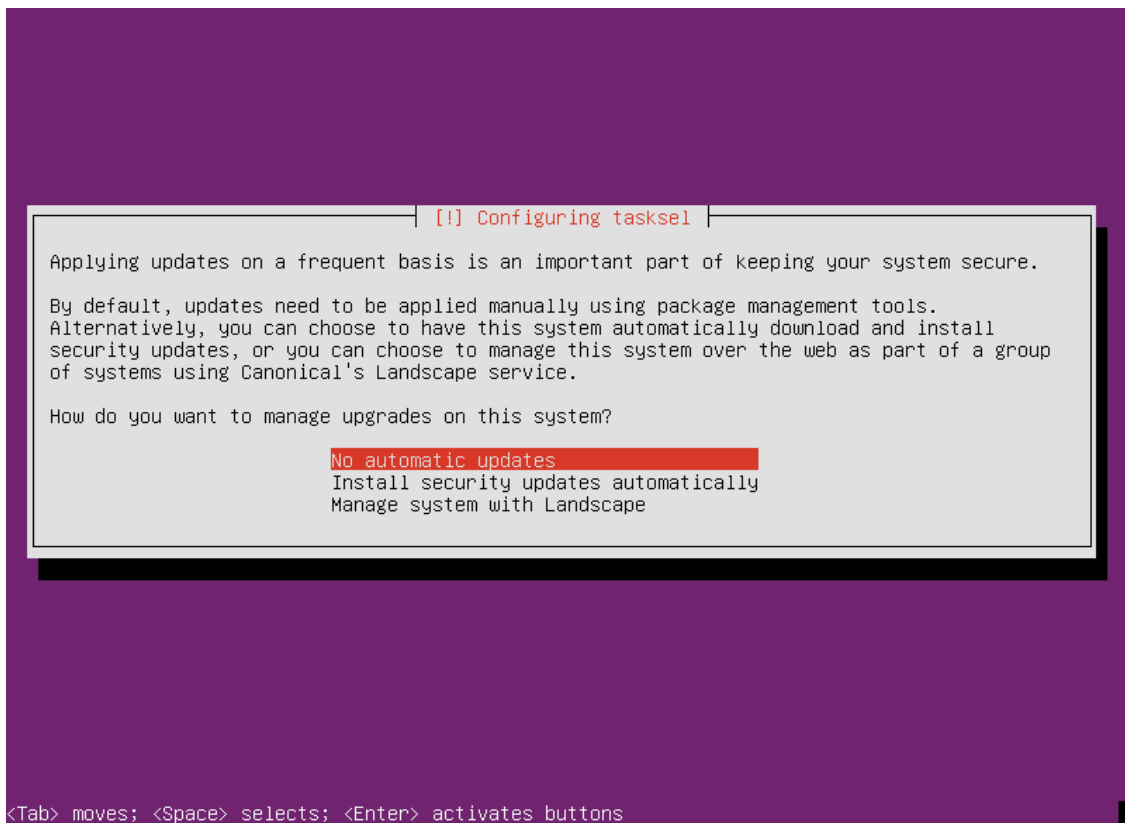 [!] Configuring tasksel
Applying updates on a frequent basis is an important part of keeping your system secure.
By default, updates need to be applied manually using package management tools.
Alternatively, you can choose to have this system automatically download and install
security updates, or you can choose to manage this system over the web as part of a group
of systems using Canonical's Landscape service.
How do you want to manage upgrades on this system?
No automatic updates
Install security updates automatically
Manage system with Landscape
<Tab> moves; <Space> selects; <Enter> activates buttons